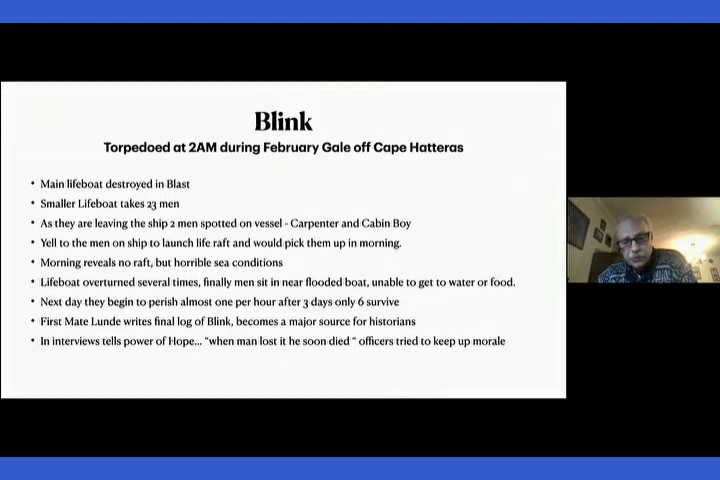 Blink
Torpedoed at 2AM during February Gale off Cape Hatteras
• Main lifeboat destroyed in Blast
• Smaller Lifeboat takes 23 men
• As they are leaving the ship 2 men spotted on vessel - Carpenter and Cabin Boy
• Yell to the men on ship to launch life raft and would pick them up in morning.
• Morning reveals no raft, but horrible sea conditions
• Lifeboat overturned several times, finally men sit in near flooded boat, unable to get to water or food.
• Next day they begin to perish almost one per hour after 3 days only 6 survive
• First Mate Lunde writes final log of Blink, becomes a major source for historians
• In interviews tells power of Hope... "when man lost it he soon died " officers tried to keep up morale